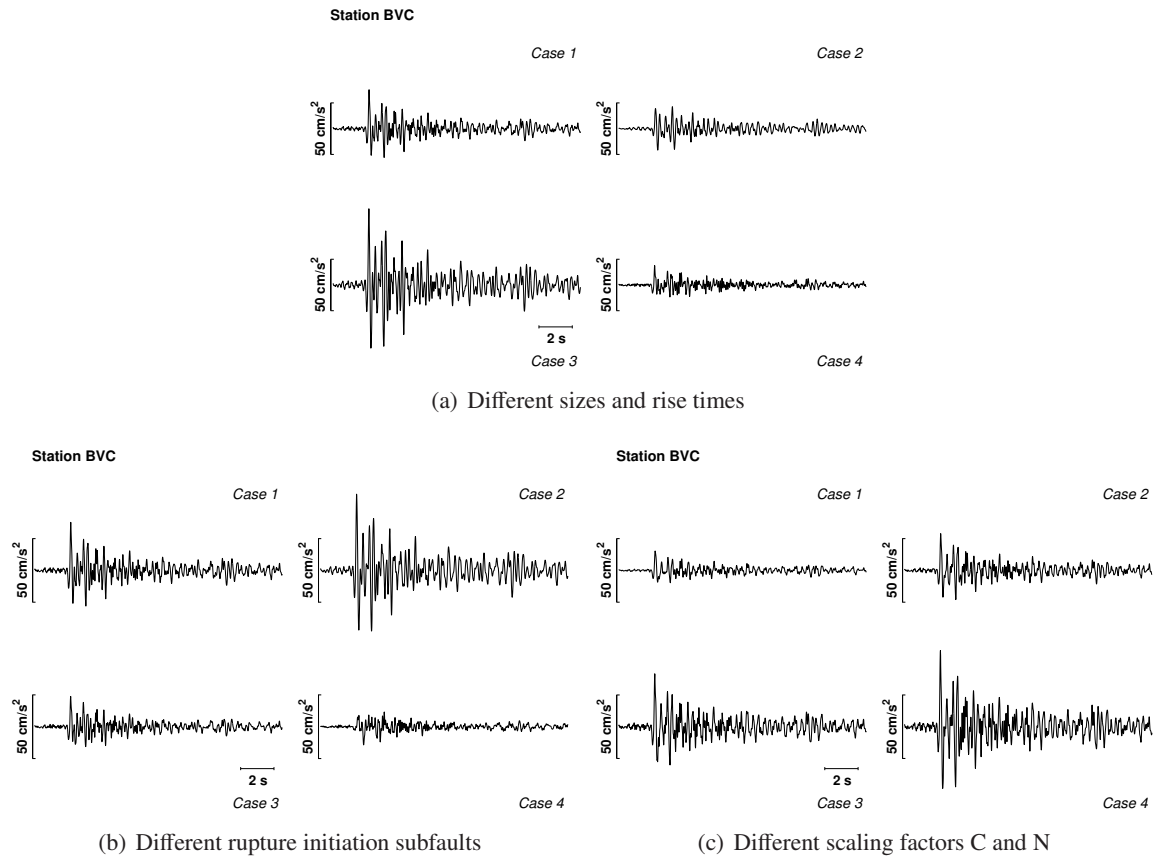 Station BVC
Case 1
Case 2
50 cm/s²
50 cm/s²
50 cm/s²
50 cm/s²
2 s
Case 3
Case 4
(a) Different sizes and rise times
Station BVC
Case 1
Case 2
50 cm/s²
50 cm/s²
50 cm/s²
50 cm/s²
2 s
Case 3
Case 4
(b) Different rupture initiation subfaults
Station BVC
Case 1
Case 2
50 cm/s²
50 cm/s²
50 cm/s²
50 cm/s²
2 s
Case 3
Case 4
(c) Different scaling factors C and N